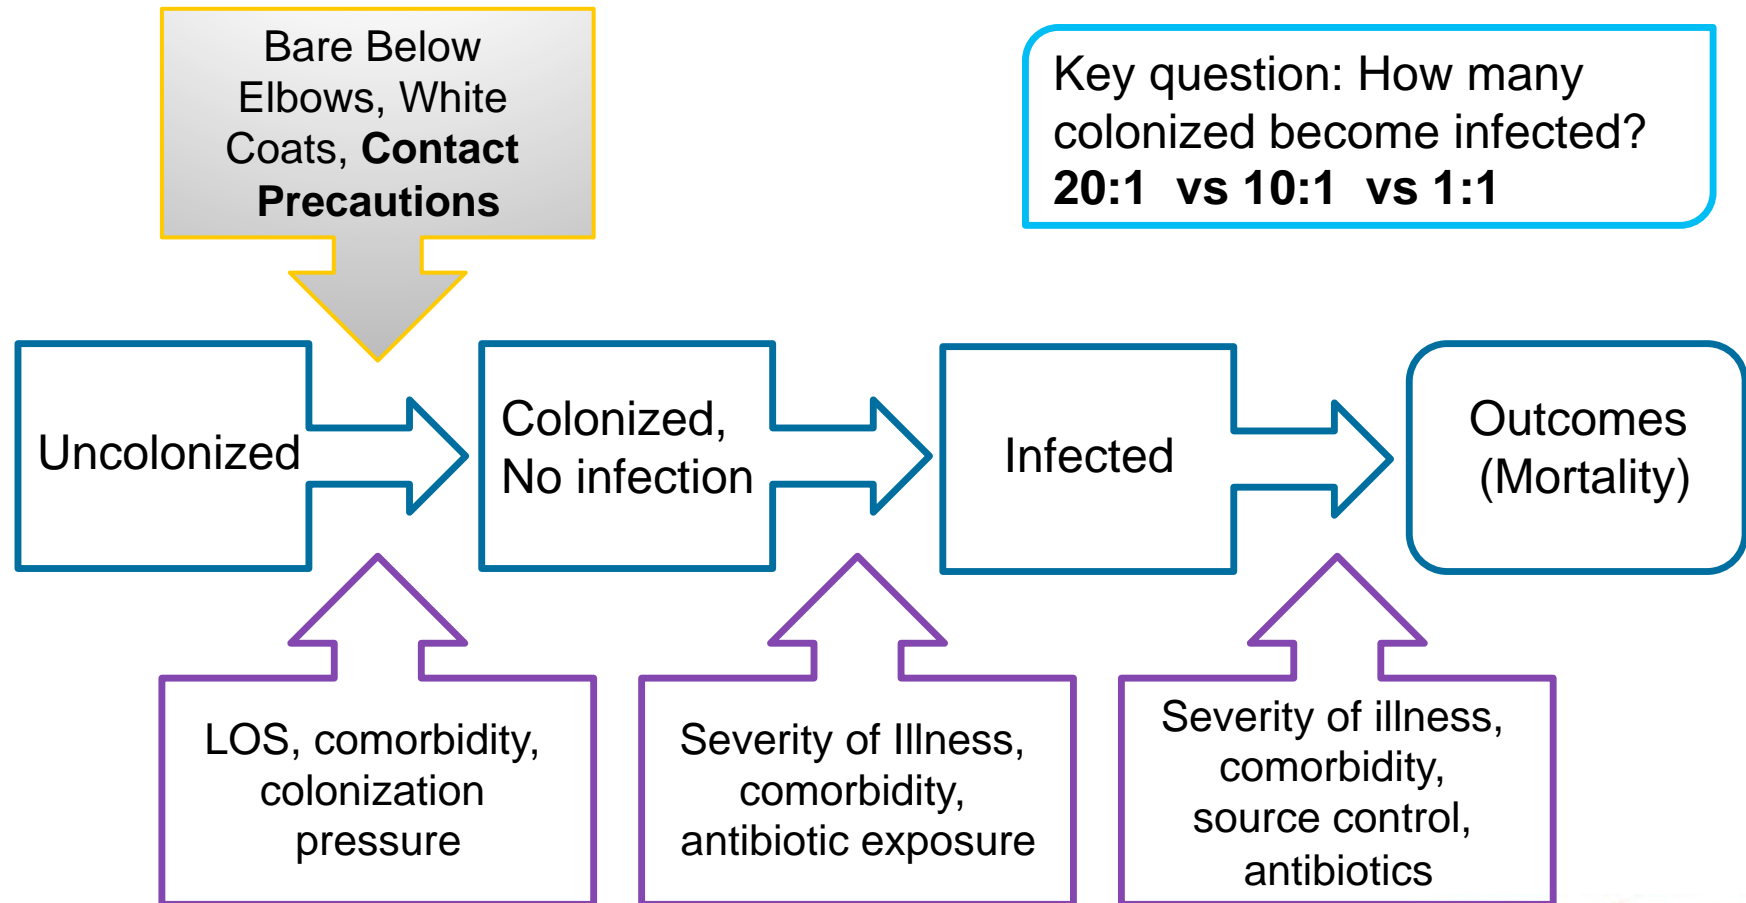 Bare Below
Elbows, White
Coats, Contact
Precautions
Key question: How many
colonized become infected?
20:1 vs 10:1 vs 1:1
Uncolonized
Colonized,
No infection
Infected
Outcomes
(Mortality)
LOS, comorbidity,
colonization
pressure
Severity of Illness,
comorbidity,
antibiotic exposure
Severity of illness,
comorbidity,
source control,
antibiotics